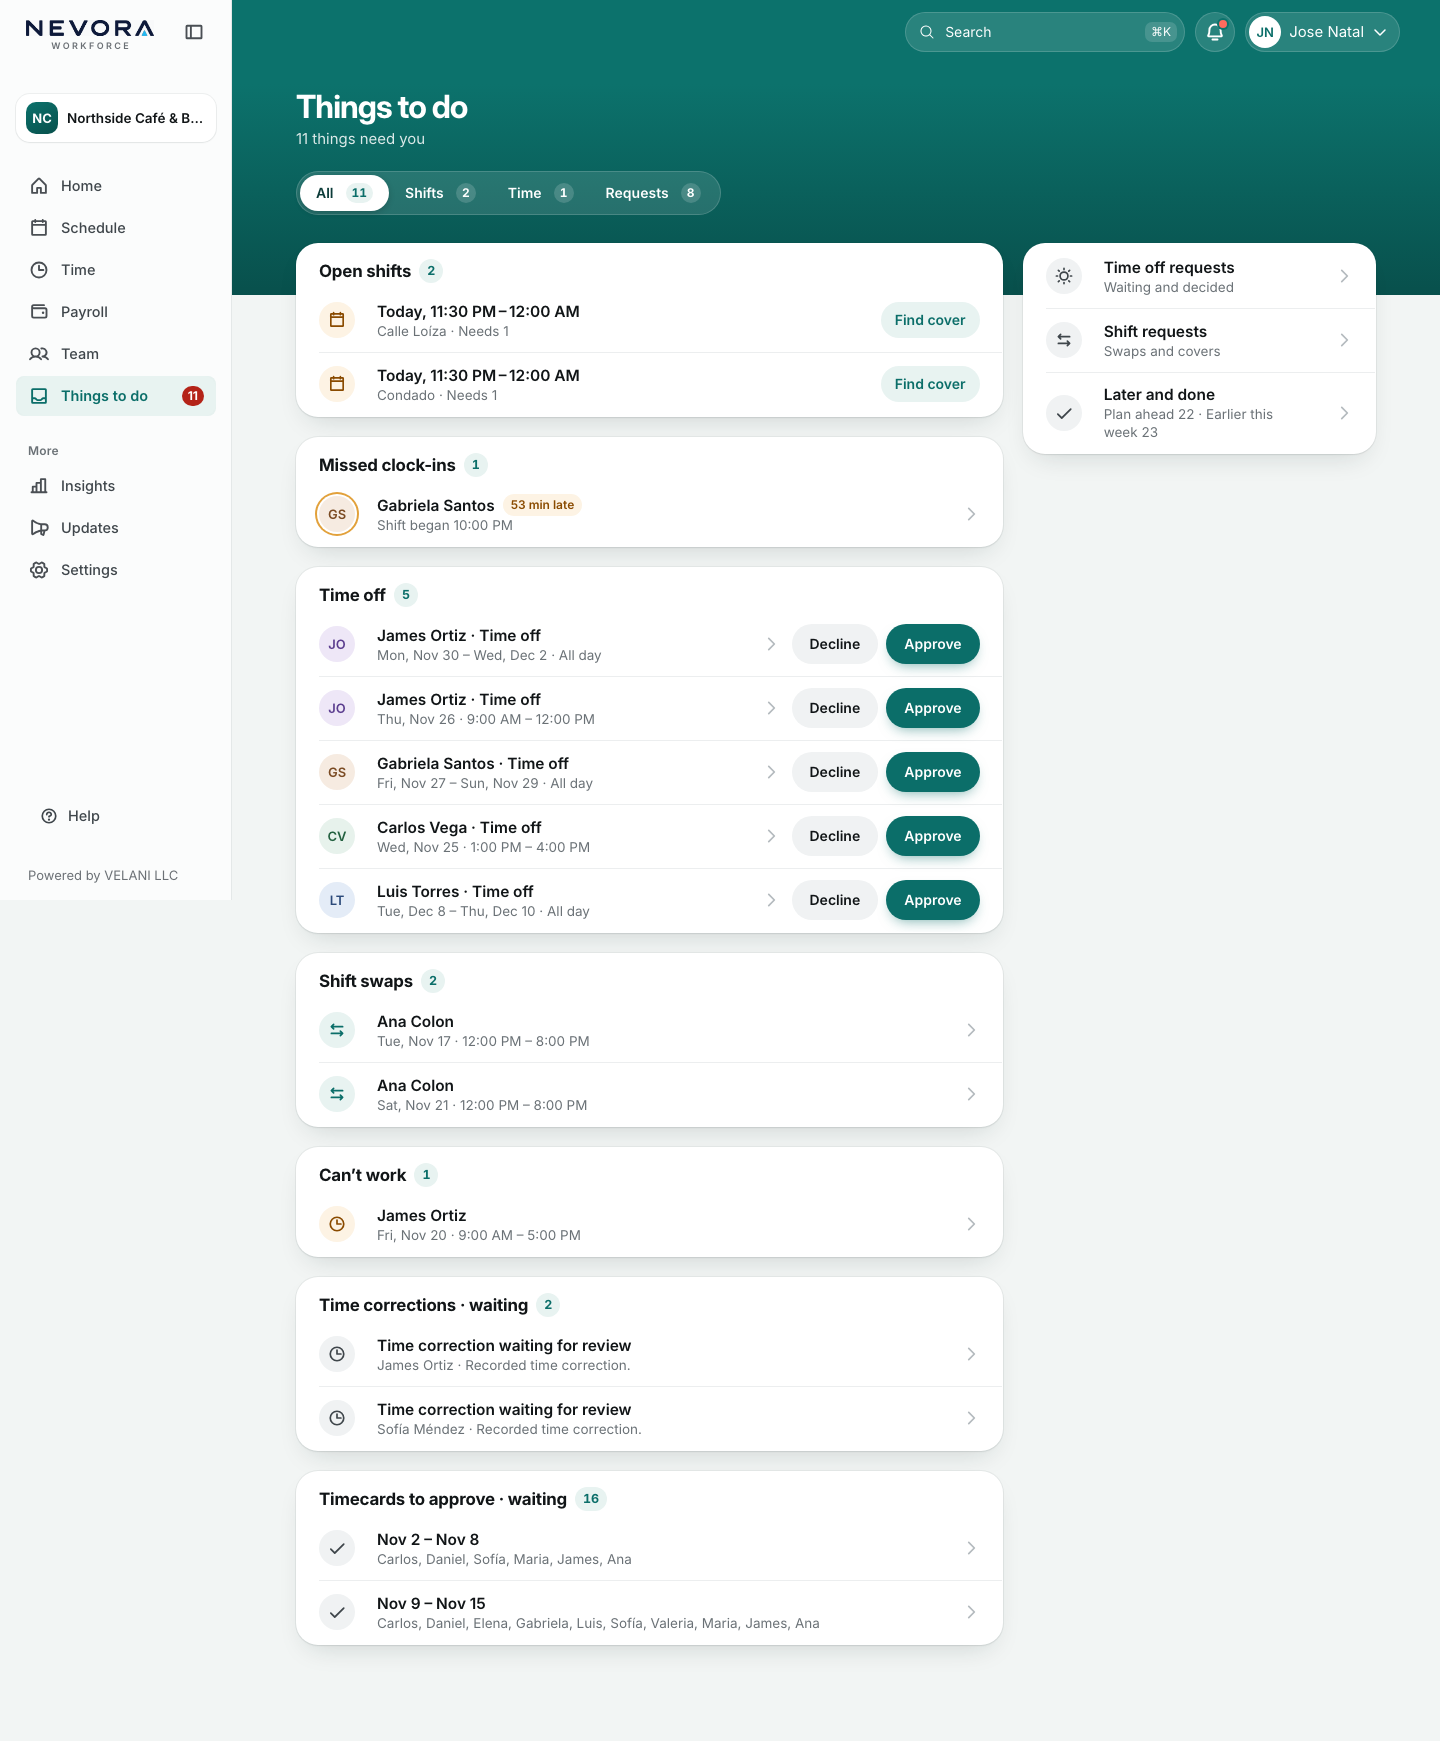 NEVORA
WORKFORCE
NC Northside Café & B...
Home
Schedule
Time
Payroll
Team
Things to do 11
More
Insights
Updates
Settings
Help
Powered by VELANI LLC
Search ⌘K
JN Jose Natal
Things to do
11 things need you
All 11 Shifts 2 Time 1 Requests 8
Open shifts 2
Today, 11:30 PM – 12:00 AM
Calle Loíza · Needs 1
Find cover
Today, 11:30 PM – 12:00 AM
Condado · Needs 1
Find cover
Missed clock-ins 1
GS Gabriela Santos 53 min late
Shift began 10:00 PM
Time off 5
JO James Ortiz · Time off
Mon, Nov 30 – Wed, Dec 2 · All day
Decline Approve
JO James Ortiz · Time off
Thu, Nov 26 · 9:00 AM – 12:00 PM
Decline Approve
GS Gabriela Santos · Time off
Fri, Nov 27 – Sun, Nov 29 · All day
Decline Approve
CV Carlos Vega · Time off
Wed, Nov 25 · 1:00 PM – 4:00 PM
Decline Approve
LT Luis Torres · Time off
Tue, Dec 8 – Thu, Dec 10 · All day
Decline Approve
Shift swaps 2
Ana Colon
Tue, Nov 17 · 12:00 PM – 8:00 PM
Ana Colon
Sat, Nov 21 · 12:00 PM – 8:00 PM
Can’t work 1
James Ortiz
Fri, Nov 20 · 9:00 AM – 5:00 PM
Time corrections · waiting 2
Time correction waiting for review
James Ortiz · Recorded time correction.
Time correction waiting for review
Sofía Méndez · Recorded time correction.
Timecards to approve · waiting 16
Nov 2 – Nov 8
Carlos, Daniel, Sofía, Maria, James, Ana
Nov 9 – Nov 15
Carlos, Daniel, Elena, Gabriela, Luis, Sofía, Valeria, Maria, James, Ana
Time off requests
Waiting and decided
Shift requests
Swaps and covers
Later and done
Plan ahead 22 · Earlier this
week 23